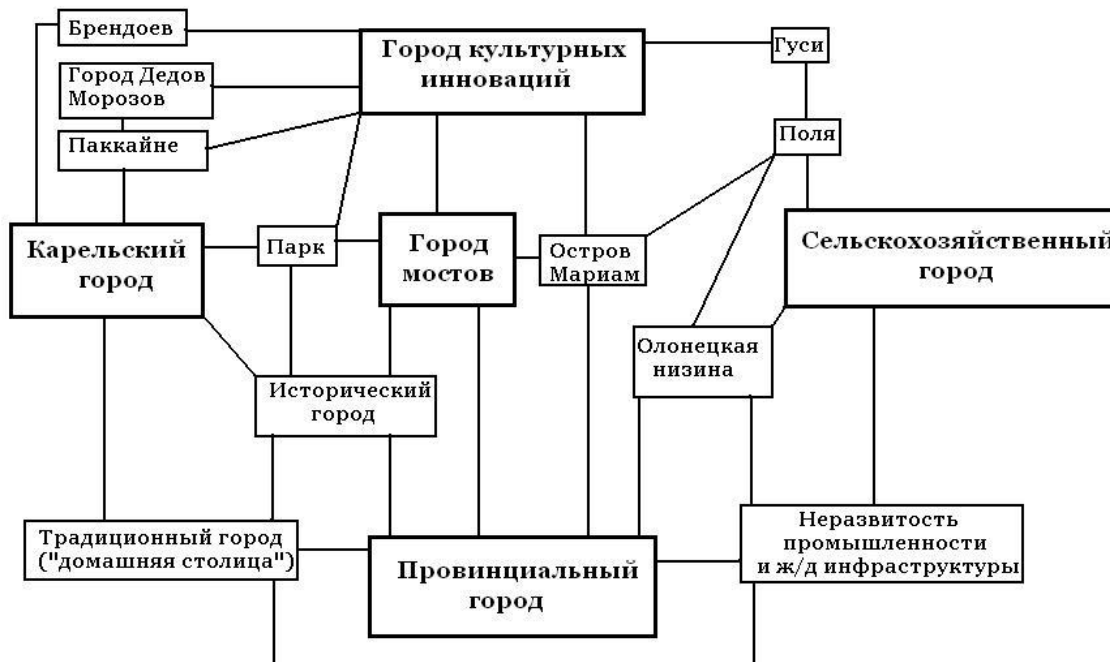 Брендоев
Город культурных
инноваций
Гуси
Город Дедов
Морозов
Паккайне
Поля
Карельский
город
Парк
Город
мостов
Остров
Мариам
Сельскохозяйственный
город
Олонецкая
низина
Исторический
город
Традиционный город
("домашняя столица")
Провинциальный
город
Неразвитость
промышленности
и ж/д инфраструктуры